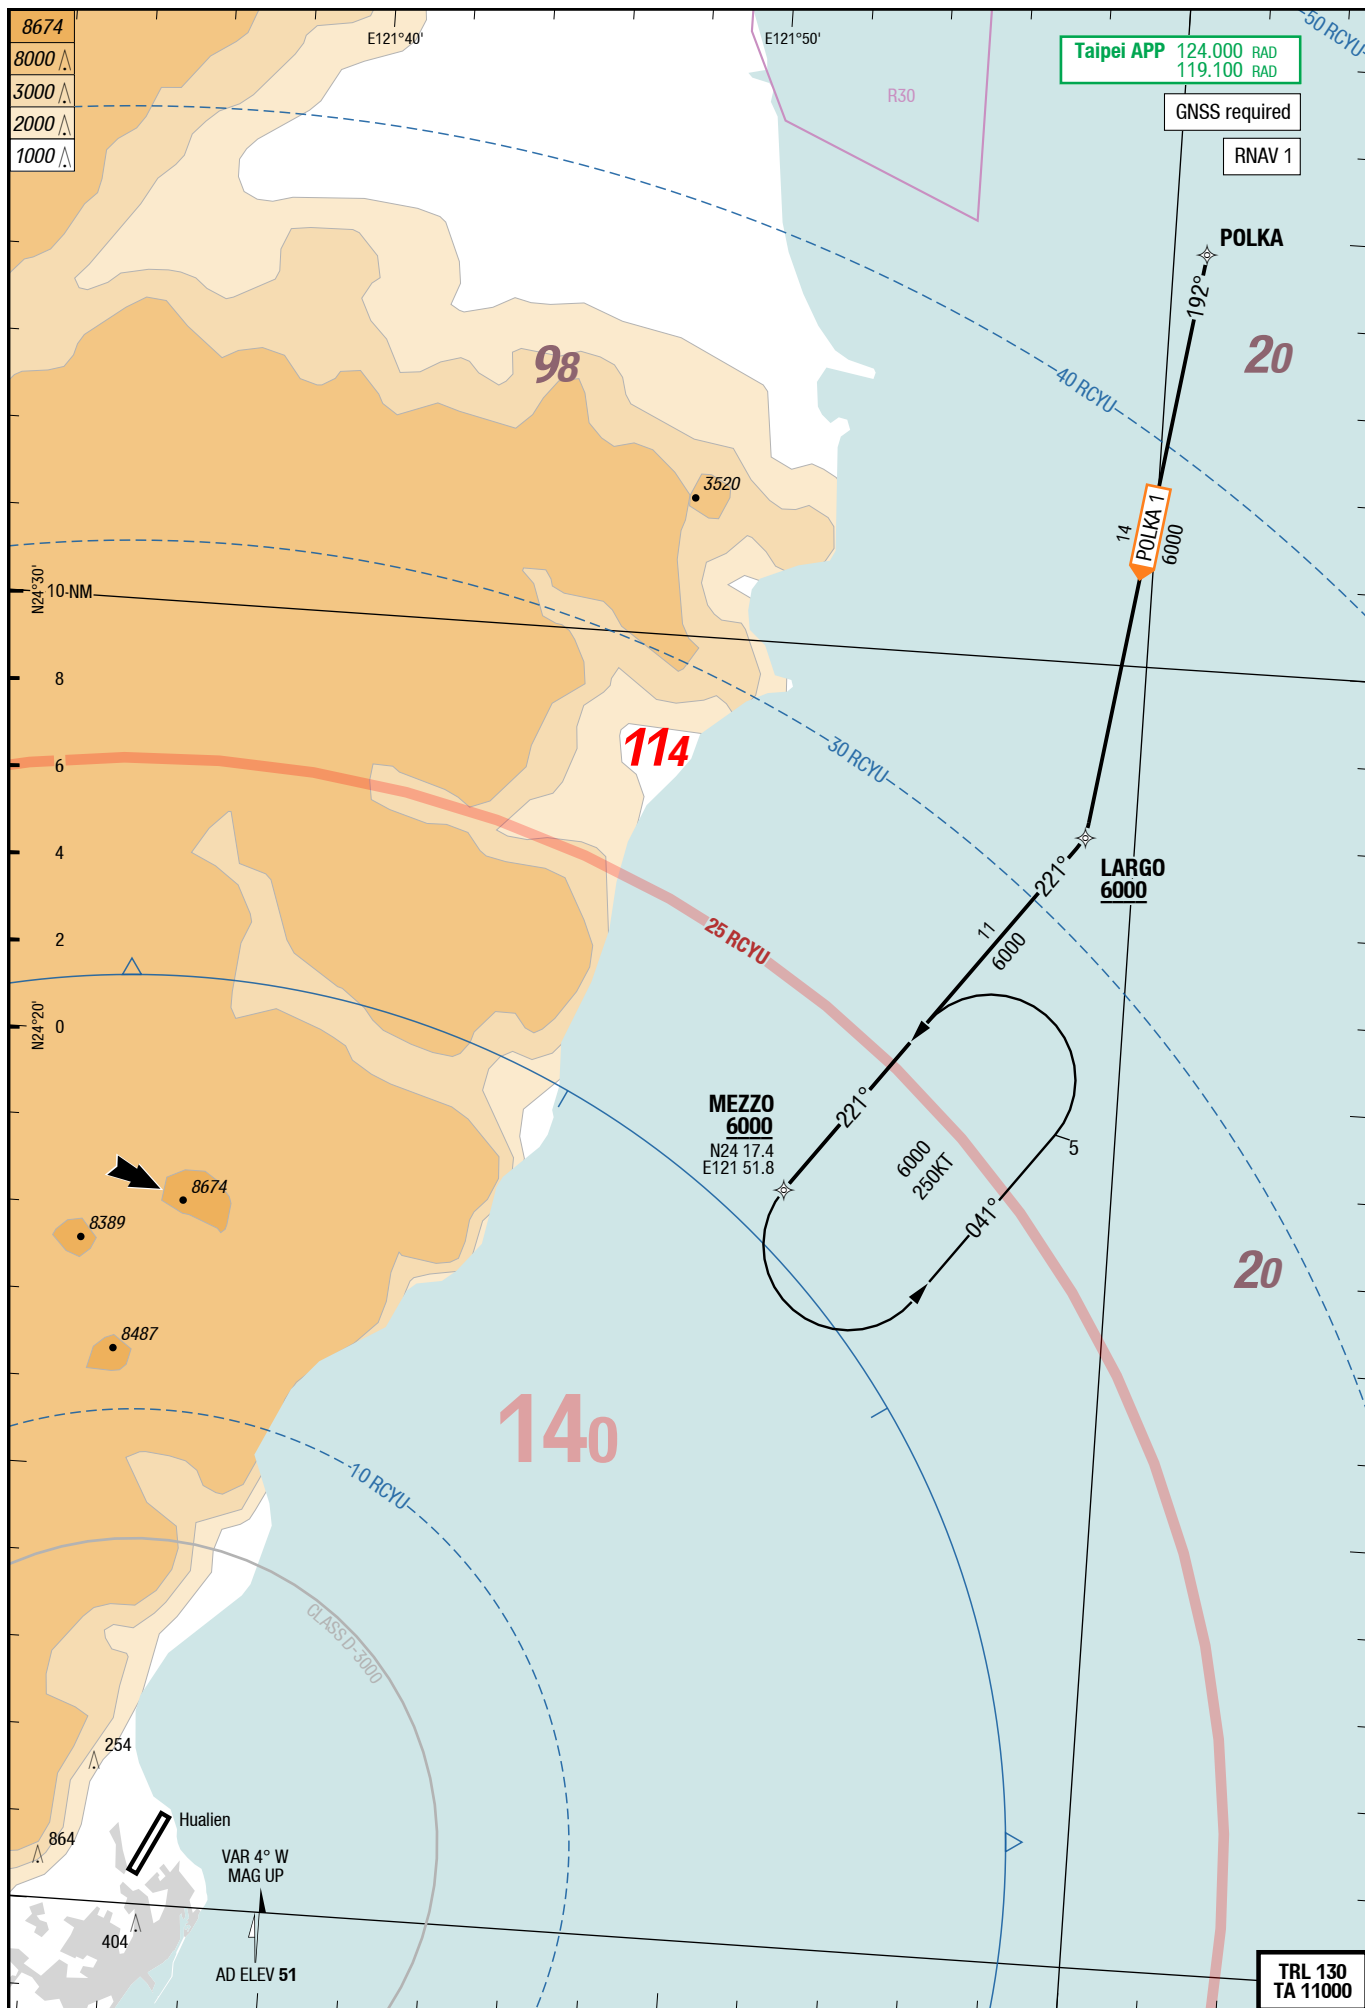 8674
8000
3000
2000
1000
E121°40'
E121°50'
50 RCYU
Taipei APP 124.000 RAD
119.100 RAD
GNSS required
RNAV 1
R30
POLKA
192°
20
98
40 RCYU
3520
POLKA 1
14
6000
N24°30'
10 NM
8
6
4
2
0
N24°20'
114
30 RCYU
LARGO
6000
221°
11
6000
25 RCYU
MEZZO
6000
N24 17.4
E121 51.8
221°
6000
250KT
5
041°
8674
8389
8487
20
140
10 RCYU
CLASS D-3000
254
Hualien
864
VAR 4° W
MAG UP
404
AD ELEV 51
TRL 130
TA 11000